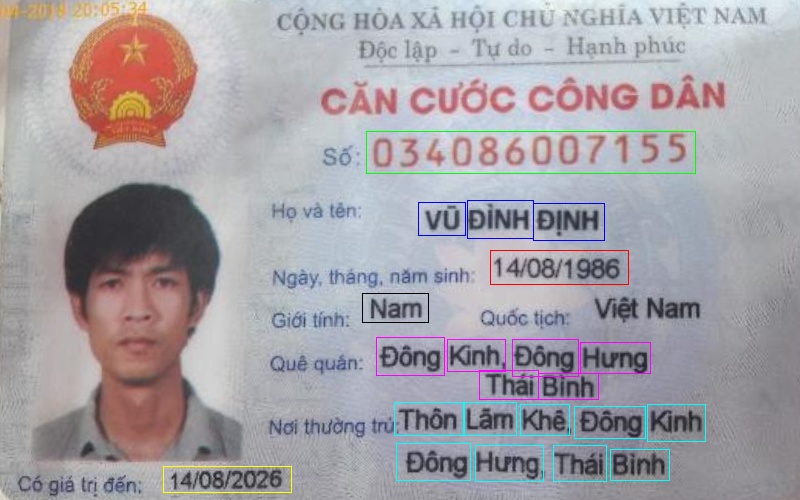 04-2018 20:05:34
CỘNG HÒA XÃ HỘI CHỦ NGHĨA VIỆT NAM
Độc lập - Tự do - Hạnh phúc
CĂN CƯỚC CÔNG DÂN
Số: 034086007155
Họ và tên: VŨ ĐÌNH ĐỊNH
Ngày, tháng, năm sinh: 14/08/1986
Giới tính: Nam Quốc tịch: Việt Nam
Quê quán: Đông Kinh, Đông Hưng
Thái Bình
Nơi thường trú: Thôn Lãm Khê, Đông Kinh
Đông Hưng, Thái Bình
Có giá trị đến: 14/08/2026